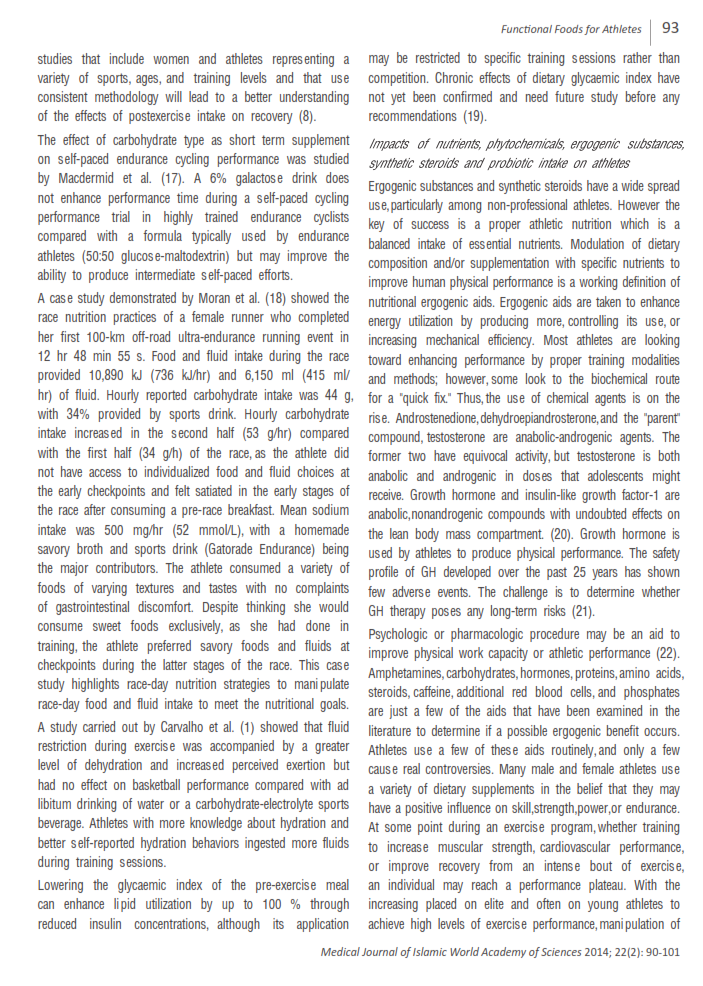 Functional Foods for Athletes 93
studies that include women and athletes representing a
variety of sports, ages, and training levels and that use
consistent methodology will lead to a better understanding
of the effects of postexercise intake on recovery (8).
The effect of carbohydrate type as short term supplement
on self-paced endurance cycling performance was studied
by Macdermid et al. (17). A 6% galactose drink does
not enhance performance time during a self-paced cycling
performance trial in highly trained endurance cyclists
compared with a formula typically used by endurance
athletes (50:50 glucose-maltodextrin) but may improve the
ability to produce intermediate self-paced efforts.
A case study demonstrated by Moran et al. (18) showed the
race nutrition practices of a female runner who completed
her first 100-km off-road ultra-endurance running event in
12 hr 48 min 55 s. Food and fluid intake during the race
provided 10,890 kJ (736 kJ/hr) and 6,150 ml (415 ml/
hr) of fluid. Hourly reported carbohydrate intake was 44 g,
with 34% provided by sports drink. Hourly carbohydrate
intake increased in the second half (53 g/hr) compared
with the first half (34 g/h) of the race, as the athlete did
not have access to individualized food and fluid choices at
the early checkpoints and felt satiated in the early stages of
the race after consuming a pre-race breakfast. Mean sodium
intake was 500 mg/hr (52 mmol/L), with a homemade
savory broth and sports drink (Gatorade Endurance) being
the major contributors. The athlete consumed a variety of
foods of varying textures and tastes with no complaints
of gastrointestinal discomfort. Despite thinking she would
consume sweet foods exclusively, as she had done in
training, the athlete preferred savory foods and fluids at
checkpoints during the latter stages of the race. This case
study highlights race-day nutrition strategies to manipulate
race-day food and fluid intake to meet the nutritional goals.
A study carried out by Carvalho et al. (1) showed that fluid
restriction during exercise was accompanied by a greater
level of dehydration and increased perceived exertion but
had no effect on basketball performance compared with ad
libitum drinking of water or a carbohydrate-electrolyte sports
beverage. Athletes with more knowledge about hydration and
better self-reported hydration behaviors ingested more fluids
during training sessions.
Lowering the glycaemic index of the pre-exercise meal
can enhance lipid utilization by up to 100 % through
reduced insulin concentrations, although its application
may be restricted to specific training sessions rather than
competition. Chronic effects of dietary glycaemic index have
not yet been confirmed and need future study before any
recommendations (19).
Impacts of nutrients, phytochemicals, ergogenic substances,
synthetic steroids and probiotic intake on athletes
Ergogenic substances and synthetic steroids have a wide spread
use, particularly among non-professional athletes. However the
key of success is a proper athletic nutrition which is a
balanced intake of essential nutrients. Modulation of dietary
composition and/or supplementation with specific nutrients to
improve human physical performance is a working definition of
nutritional ergogenic aids. Ergogenic aids are taken to enhance
energy utilization by producing more, controlling its use, or
increasing mechanical efficiency. Most athletes are looking
toward enhancing performance by proper training modalities
and methods; however, some look to the biochemical route
for a "quick fix." Thus, the use of chemical agents is on the
rise. Androstenedione, dehydroepiandrosterone, and the "parent"
compound, testosterone are anabolic-androgenic agents. The
former two have equivocal activity, but testosterone is both
anabolic and androgenic in doses that adolescents might
receive. Growth hormone and insulin-like growth factor-1 are
anabolic, nonandrogenic compounds with undoubted effects on
the lean body mass compartment. (20). Growth hormone is
used by athletes to produce physical performance. The safety
profile of GH developed over the past 25 years has shown
few adverse events. The challenge is to determine whether
GH therapy poses any long-term risks (21).
Psychologic or pharmacologic procedure may be an aid to
improve physical work capacity or athletic performance (22).
Amphetamines, carbohydrates, hormones, proteins, amino acids,
steroids, caffeine, additional red blood cells, and phosphates
are just a few of the aids that have been examined in the
literature to determine if a possible ergogenic benefit occurs.
Athletes use a few of these aids routinely, and only a few
cause real controversies. Many male and female athletes use
a variety of dietary supplements in the belief that they may
have a positive influence on skill,strength,power,or endurance.
At some point during an exercise program, whether training
to increase muscular strength, cardiovascular performance,
or improve recovery from an intense bout of exercise,
an individual may reach a performance plateau. With the
increasing placed on elite and often on young athletes to
achieve high levels of exercise performance, manipulation of
Medical Journal of Islamic World Academy of Sciences 2014; 22(2): 90-101